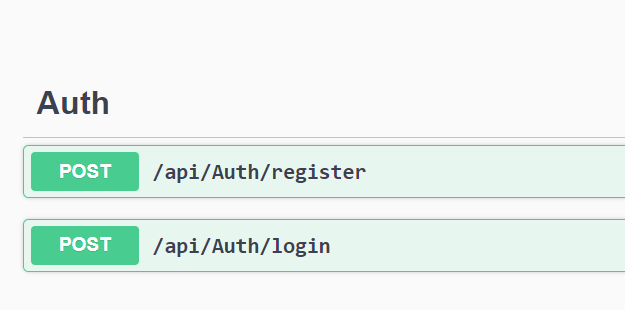 Auth
POST /api/Auth/register
POST /api/Auth/login